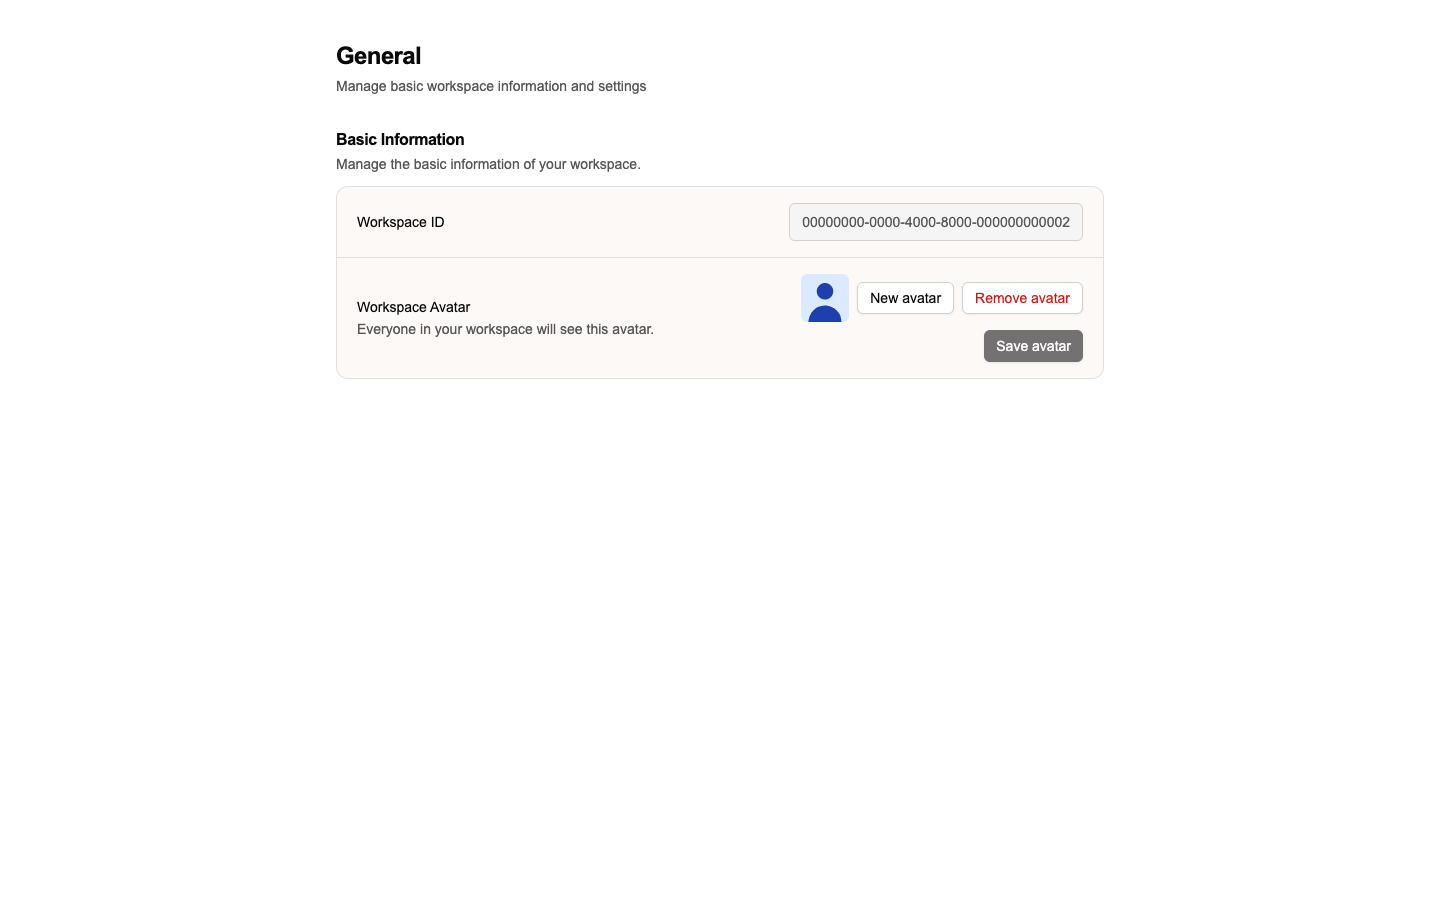 General
Manage basic workspace information and settings
Basic Information
Manage the basic information of your workspace.
Workspace ID
00000000-0000-4000-8000-000000000002
Workspace Avatar
Everyone in your workspace will see this avatar.
New avatar
Remove avatar
Save avatar